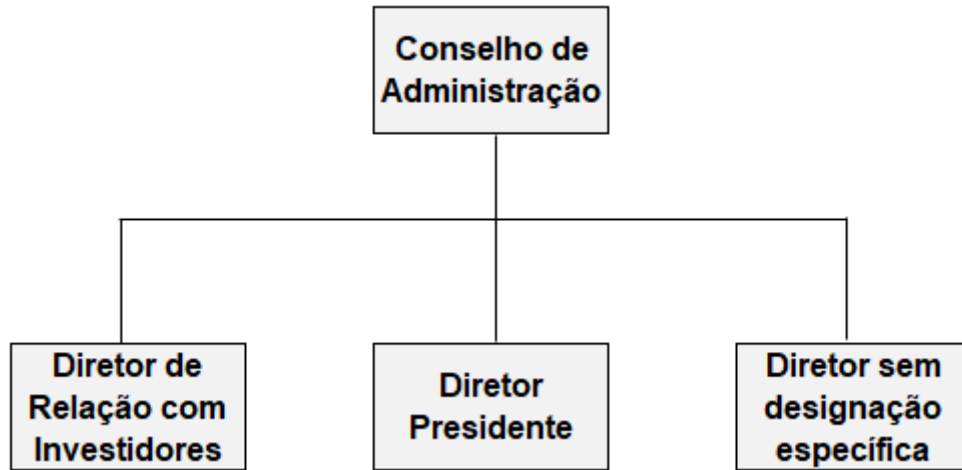 Conselho de
Administração
Diretor de
Relação com
Investidores
Diretor
Presidente
Diretor sem
designação
específica